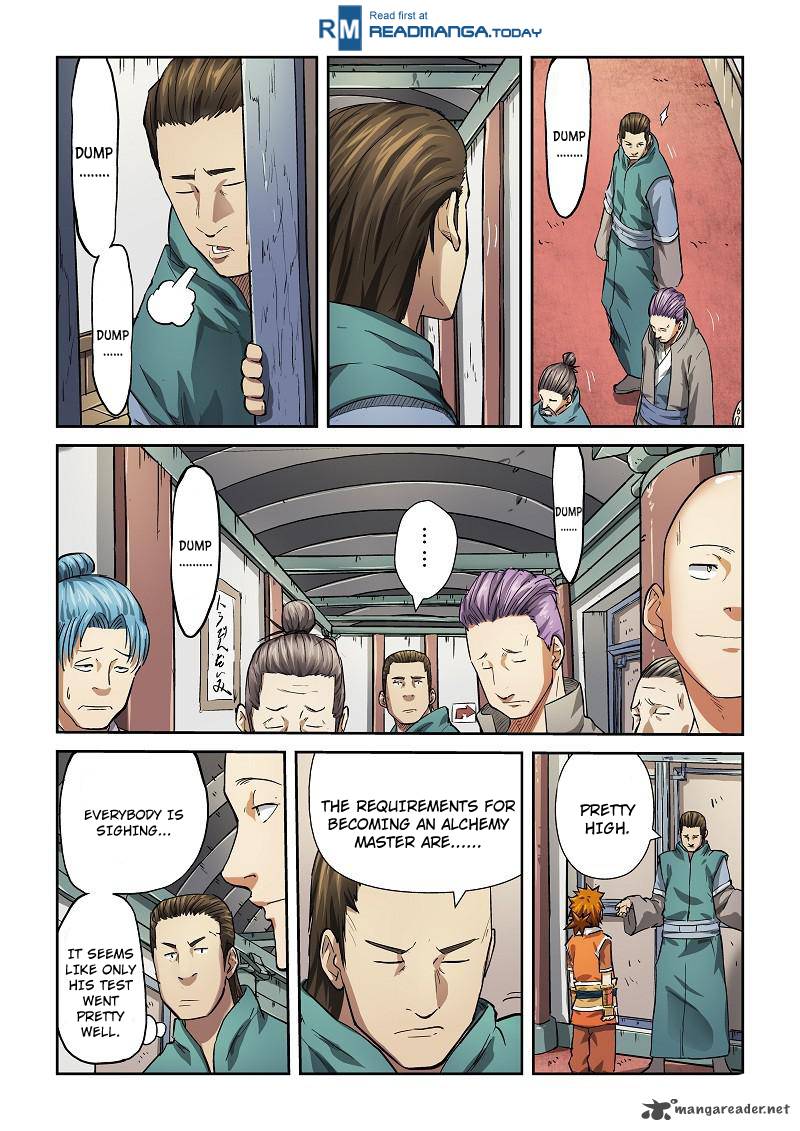 Read first at
RM READMANGA.TODAY
DUMP
........
DUMP
......
DUMP
........
DUMP
.........
......
DUMP
........
EVERYBODY IS
SIGHING...
IT SEEMS
LIKE ONLY
HIS TEST
WENT
PRETTY
WELL.
THE REQUIREMENTS FOR
BECOMING AN ALCHEMY
MASTER ARE......
PRETTY
HIGH.
mangareader.net